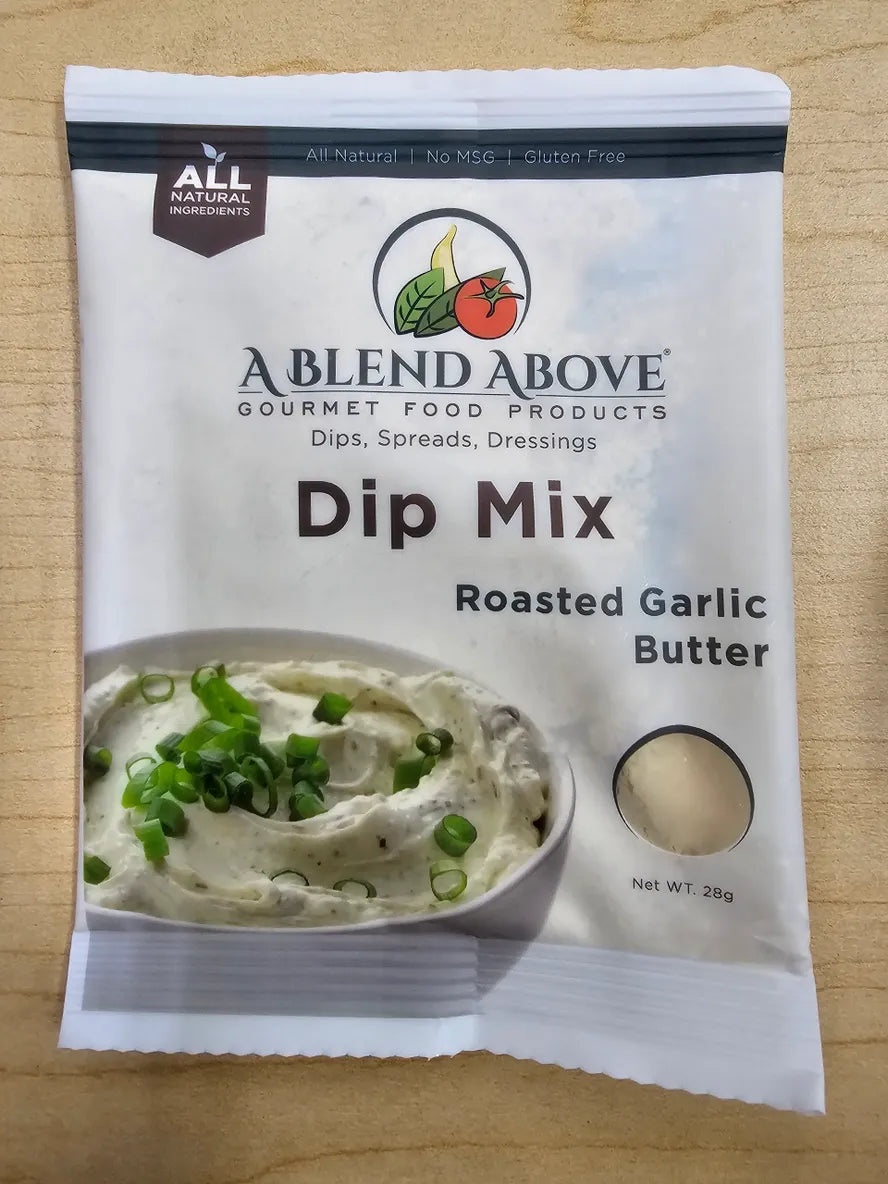 All Natural | No MSG | Gluten Free
ALL
NATURAL
INGREDIENTS
A BLEND ABOVE®
GOURMET FOOD PRODUCTS
Dips, Spreads, Dressings
Dip Mix
Roasted Garlic
Butter
Net WT. 28g